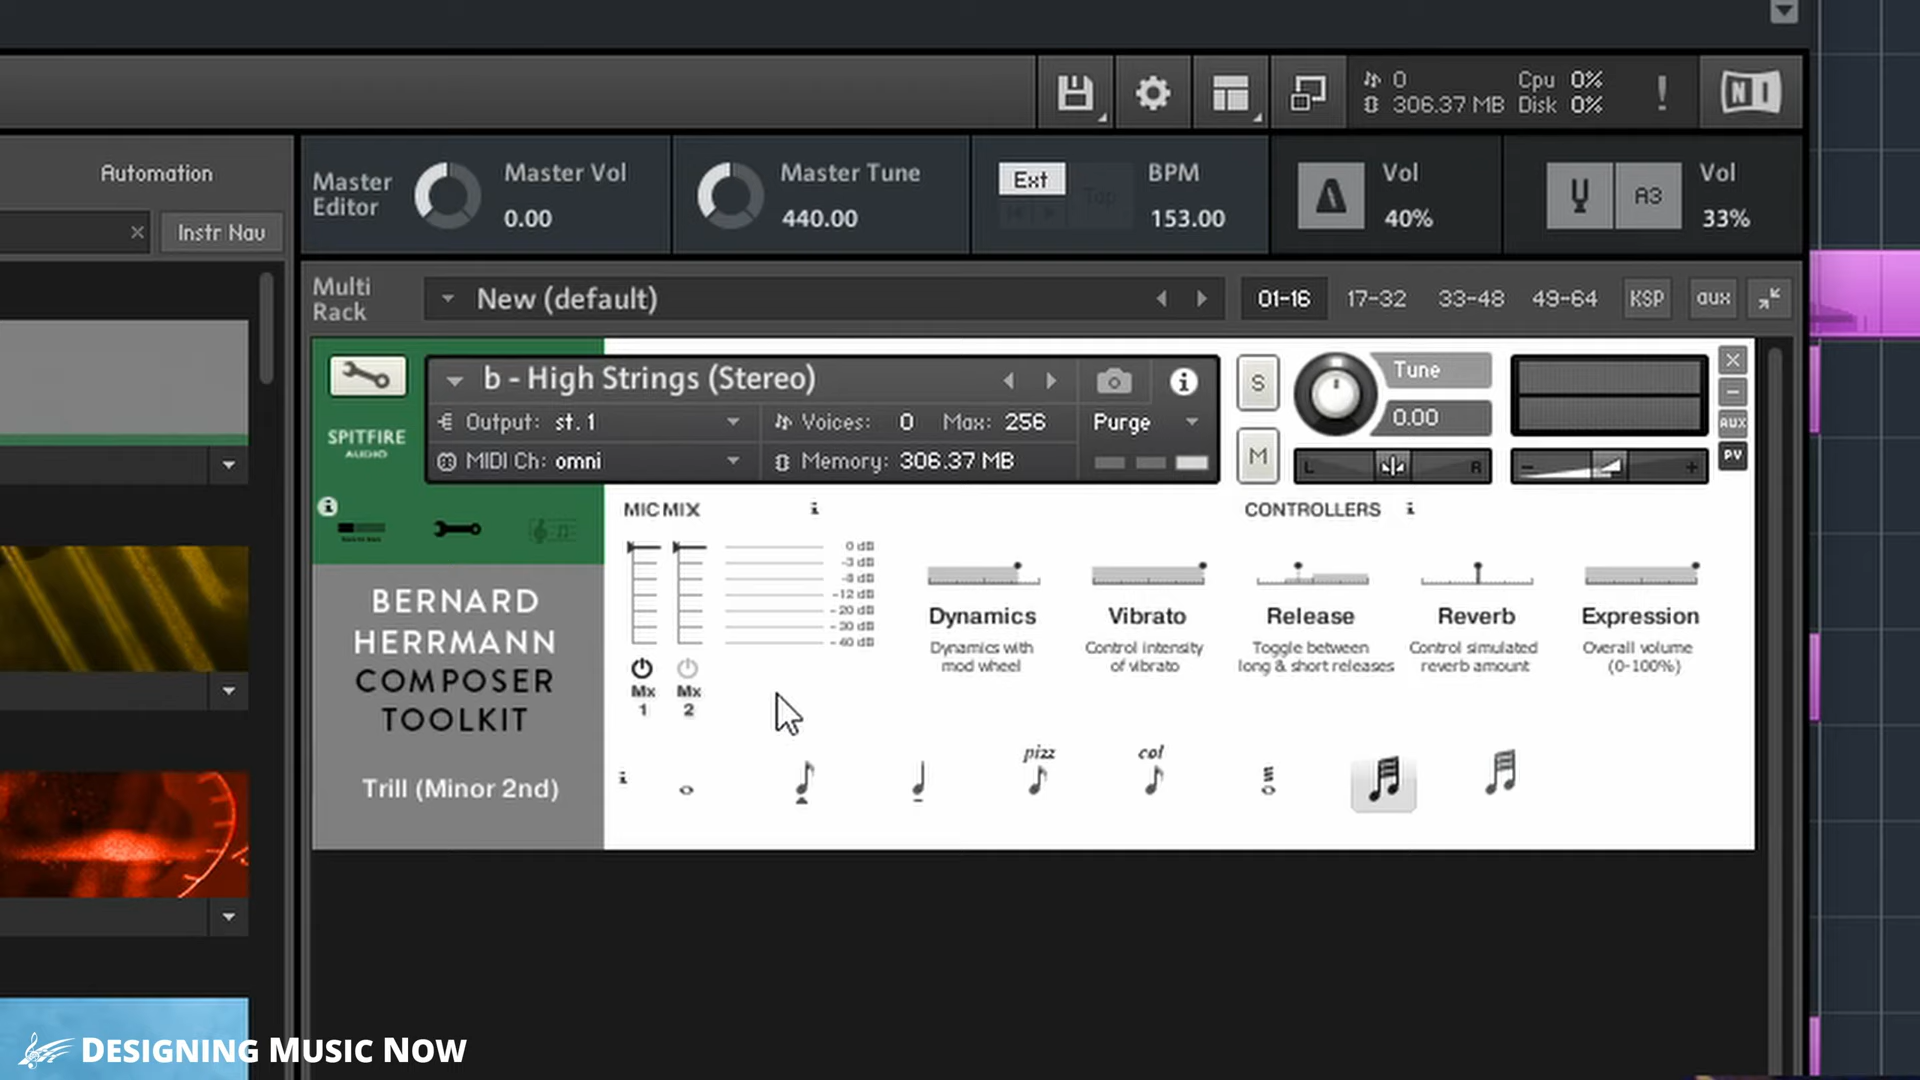 0
306.37 MB
Cpu 0%
Disk 0%
!
NI
Automation
Instr Nav
Master
Editor
Master Vol
0.00
Master Tune
440.00
Ext
Tap
BPM
153.00
Vol
40%
A3
Vol
33%
Multi
Rack
New (default)
01-16
17-32
33-48
49-64
KSP
aux
SPITFIRE
AUDIO
b - High Strings (Stereo)
Output: st. 1
Voices: 0 Max: 256
Purge
MIDI Ch: omni
Memory: 306.37 MB
S
M
Tune
0.00
L R
- +
AUX
PV
BERNARD
HERRMANN
COMPOSER
TOOLKIT
Trill (Minor 2nd)
MIC MIX
0 dB
-3 dB
-12 dB
-20 dB
-30 dB
-40 dB
Mx
1
Mx
2
CONTROLLERS
Dynamics
Dynamics with
mod wheel
Vibrato
Control intensity
of vibrato
Release
Toggle between
long & short releases
Reverb
Control simulated
reverb amount
Expression
Overall volume
(0-100%)
pizz
col
DESIGNING MUSIC NOW